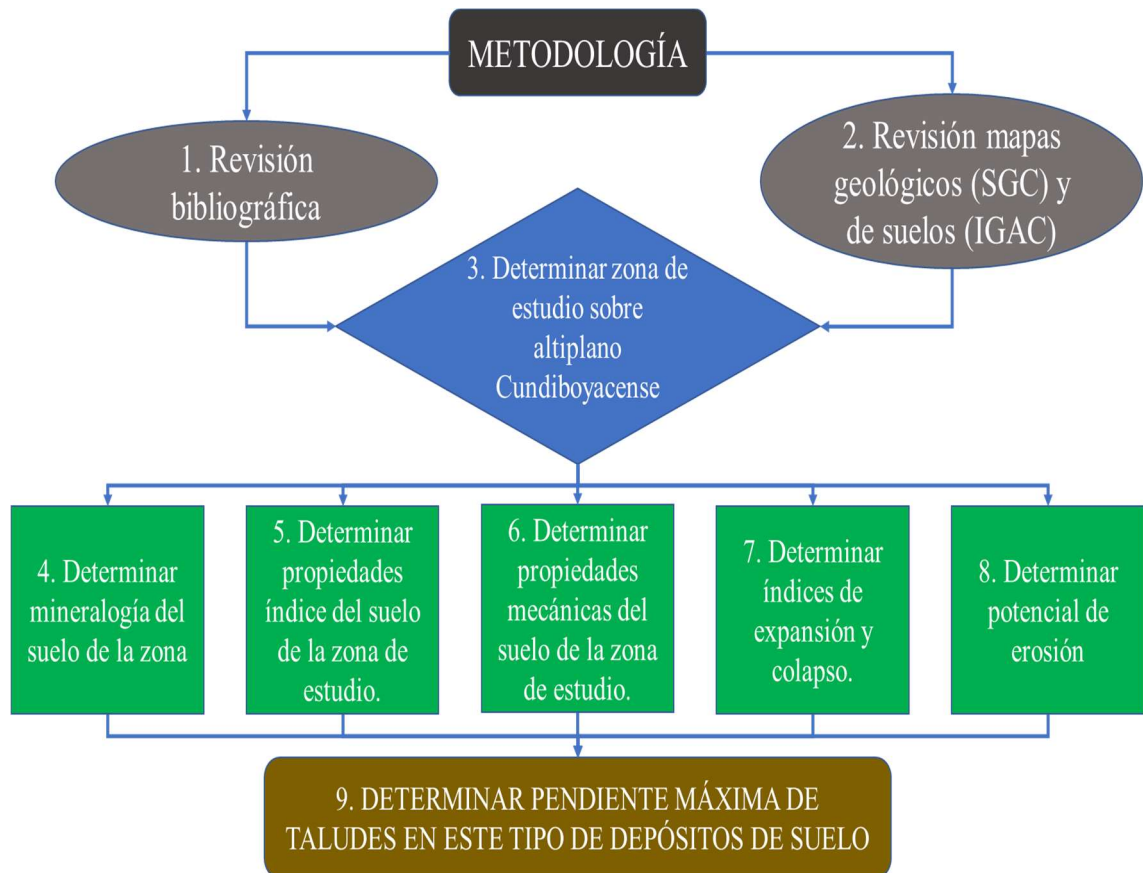 METODOLOGÍA
1. Revisión
bibliográfica
2. Revisión mapas
geológicos (SGC) y
de suelos (IGAC)
3. Determinar zona de
estudio sobre
altiplano
Cundiboyacense
4. Determinar
mineralogía del
suelo de la zona
5. Determinar
propiedades
índice del suelo
de la zona de
estudio.
6. Determinar
propiedades
mecánicas del
suelo de la zona
de estudio.
7. Determinar
índices de
expansión y
colapso.
8. Determinar
potencial de
erosión
9. DETERMINAR PENDIENTE MÁXIMA DE
TALUDES EN ESTE TIPO DE DEPÓSITOS DE SUELO